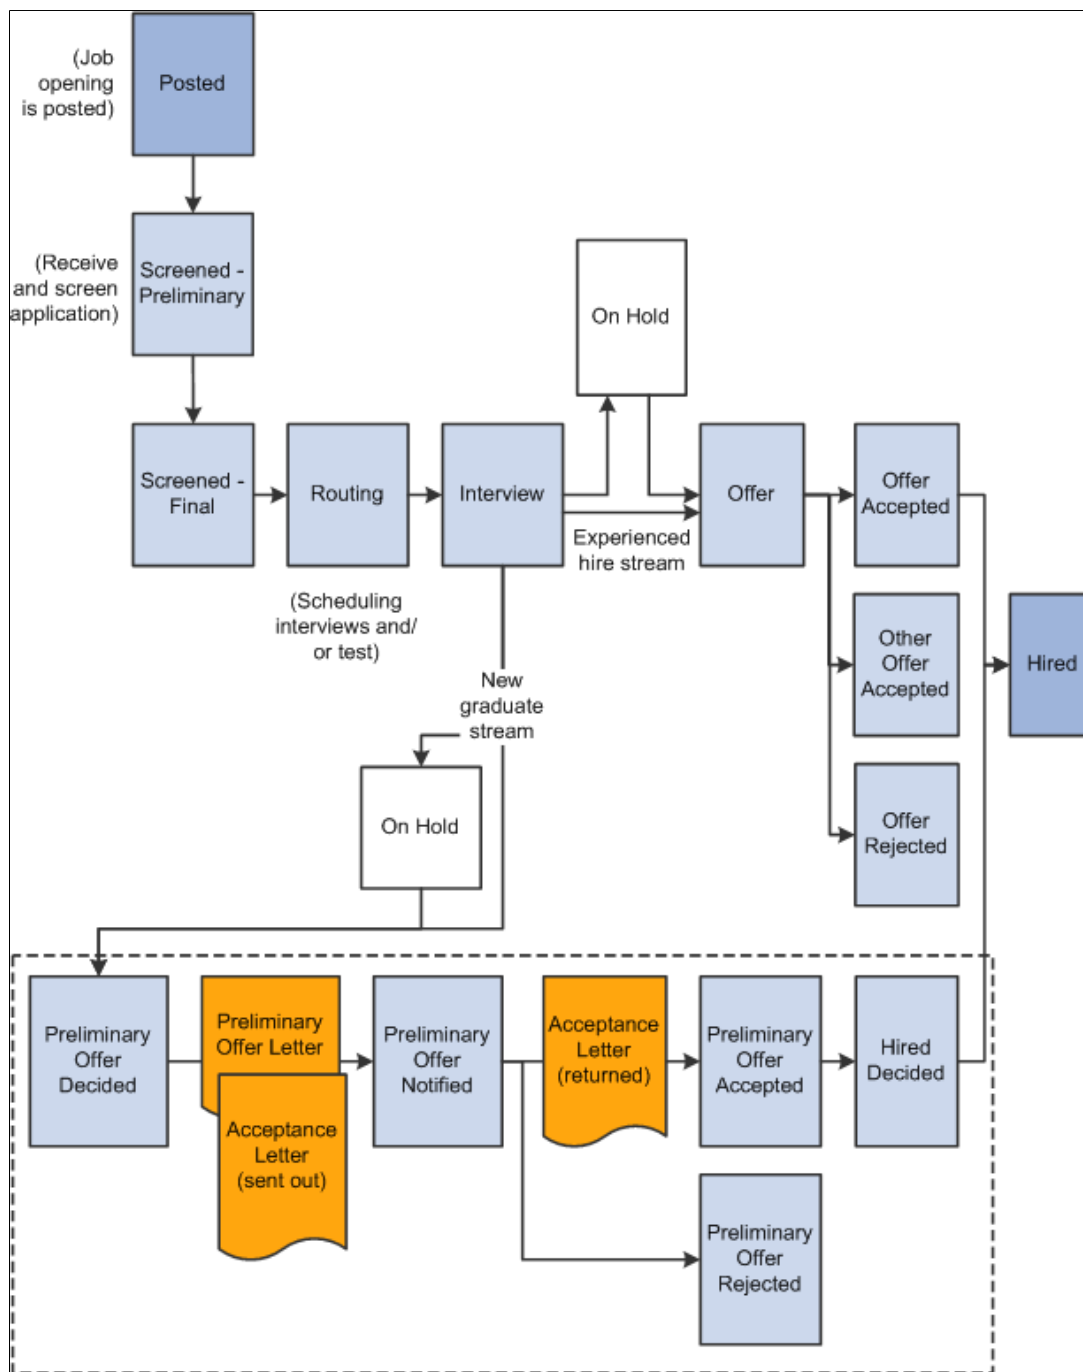 (Job
opening
is posted)
Posted
(Receive
and screen
application)
Screened -
Preliminary
On Hold
Screened -
Final
Routing
Interview
Offer
Offer
Accepted
Experienced
hire stream
(Scheduling
interviews and/
or test)
Other
Offer
Accepted
Hired
New
graduate
stream
On Hold
Offer
Rejected
Preliminary
Offer
Decided
Preliminary
Offer Letter
Acceptance
Letter
(sent out)
Preliminary
Offer
Notified
Acceptance
Letter
(returned)
Preliminary
Offer
Accepted
Hired
Decided
Preliminary
Offer
Rejected